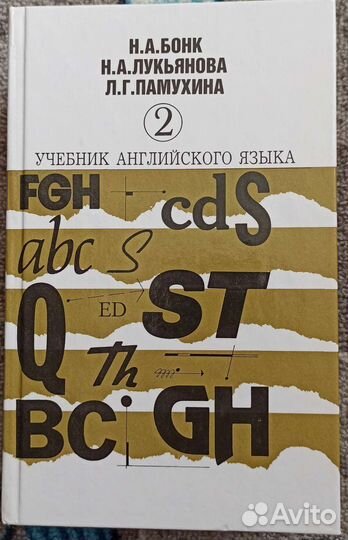 Н.А.БОНК
Н.А.ЛУКЬЯНОВА
Л.Г.ПАМУХИНА
2
УЧЕБНИК АНГЛИЙСКОГО ЯЗЫКА
FGH cdS
abc S
Q ED ST
Th
BC GH
Avito